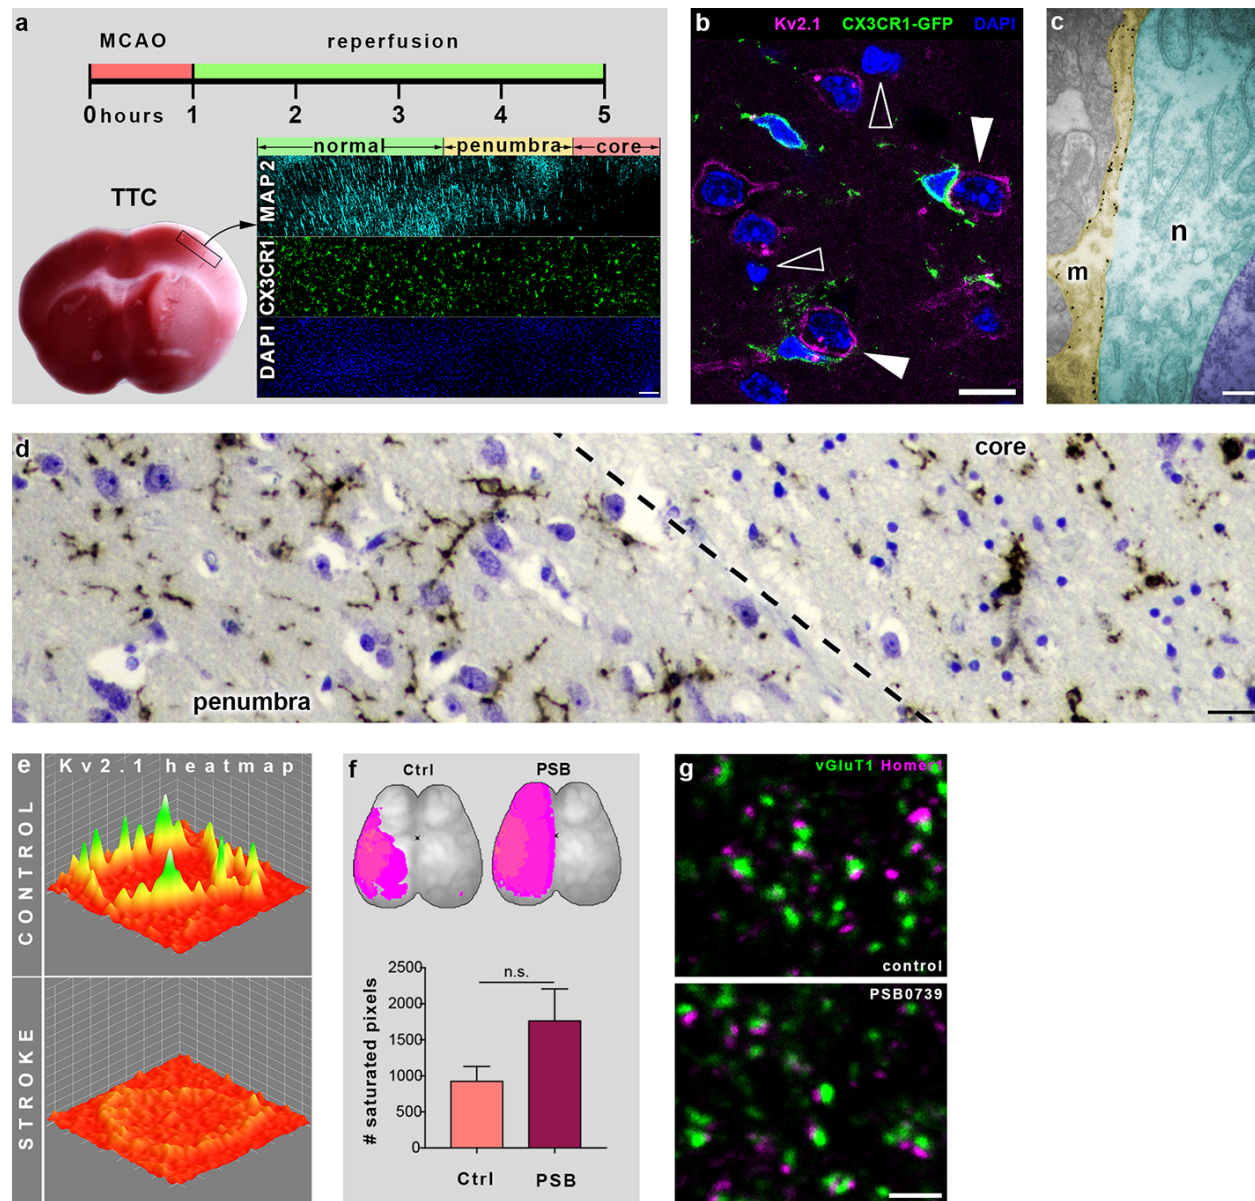 a
MCAO
reperfusion
0 hours 1 2 3 4 5
normal penumbra core
TTC
MAP2
CX3CR1
DAPI
b
Kv2.1 CX3CR1-GFP DAPI
c
m
n
d
core
penumbra
e
Kv2.1 heatmap
CONTROL
STROKE
f
Ctrl PSB
n.s.
# saturated pixels
2500
2000
1500
1000
500
0
Ctrl PSB
g
vGluT1 Homer1
control
PSB0739